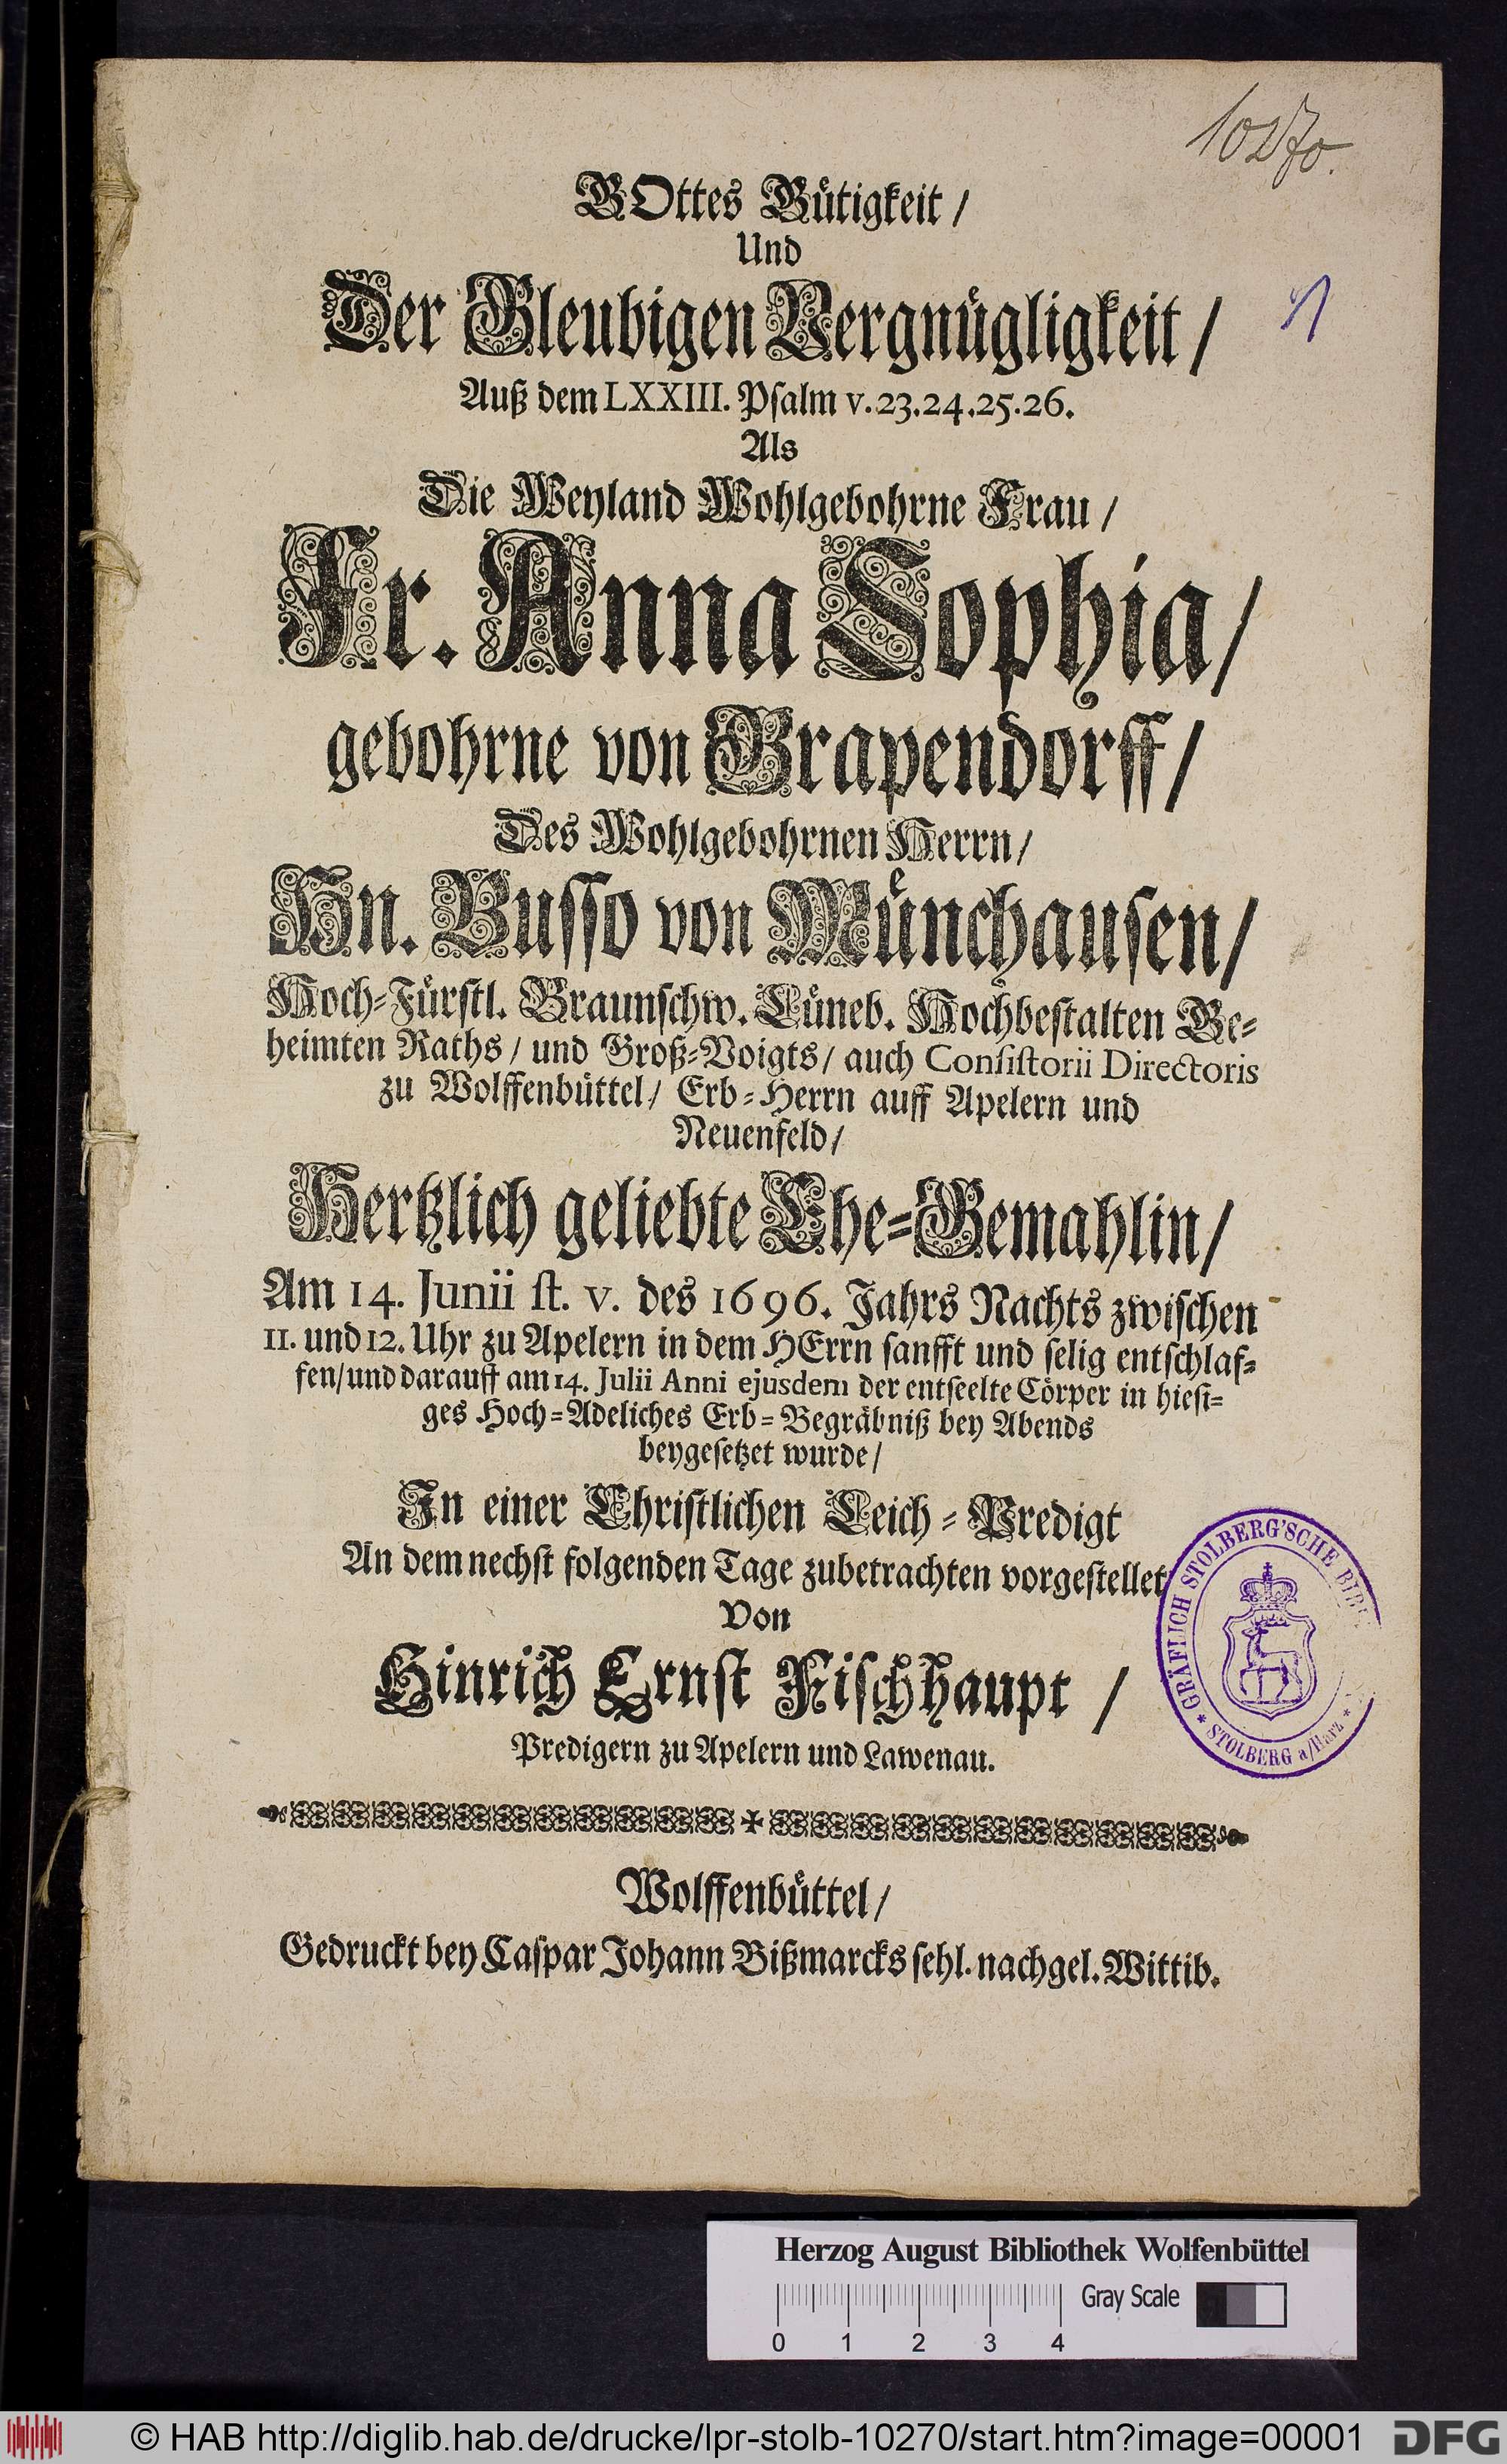 10270.
GOttes Gütigkeit /
Und
Der Gleubigen Vergnügligkeit /
Auß dem LXXIII. Psalm v. 23. 24. 25. 26.
Als
Die Weyland Wohlgebohrne Frau /
Fr. Anna Sophia /
gebohrne von Grapendorff /
Des Wohlgebohrnen Herrn /
Hn. Busso von Münchausen /
Hoch-Fürstl. Braunschw. Lüneb. Hochbestalten Ge-
heimten Raths / und Groß-Voigts / auch Consistorii Directoris
zu Wolffenbüttel / Erb-Herrn auff Apelern und
Neuenfeld /
Hertzlich geliebte Ehe-Gemahlin /
Am 14. Junii st. v. des 1696. Jahrs Nachts zwischen
11. und 12. Uhr zu Apelern in dem HErrn sanfft und selig entschlaf-
fen / und darauff am 14. Julii Anni ejusdem der entseelte Cörper in hiesi-
ges Hoch-Adeliches Erb-Begräbniß bey Abends
beygesetzet wurde /
In einer Christlichen Leich-Predigt
An dem nechst folgenden Tage zubetrachten vorgestellet
Von
Hinrich Ernst Fischhaupt /
Predigern zu Apelern und Lawenau.
GRÄFLICH STOLBERG'SCHE
* STOLBERG a/Harz *
Wolffenbüttel /
Gedruckt bey Caspar Johann Bißmarcks sehl. nachgel. Wittib.
Herzog August Bibliothek Wolfenbüttel
Gray Scale
0 1 2 3 4
© HAB http://diglib.hab.de/drucke/lpr-stolb-10270/start.htm?image=00001
DFG